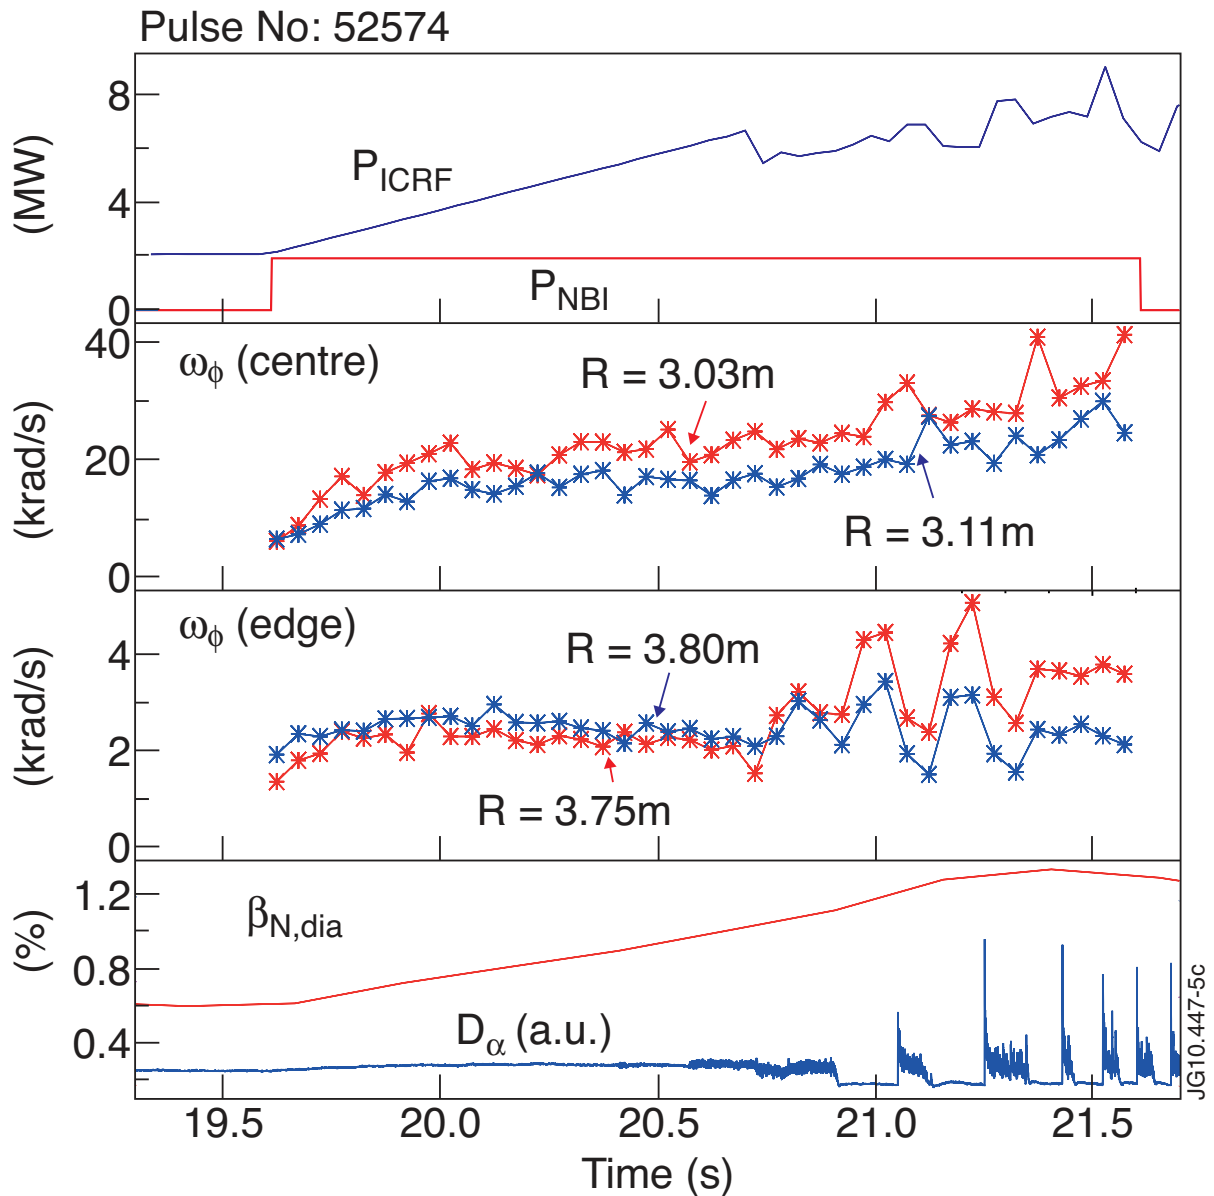 Pulse No: 52574
(MW)
8
4
0
P_ICRF
P_NBI
(krad/s)
40
20
0
ω_ϕ (centre)
R = 3.03m
R = 3.11m
(krad/s)
4
2
0
ω_ϕ (edge)
R = 3.80m
R = 3.75m
(%)
1.2
0.8
0.4
β_N,dia
D_α (a.u.)
JG10.447-5c
19.5 20.0 20.5 21.0 21.5
Time (s)